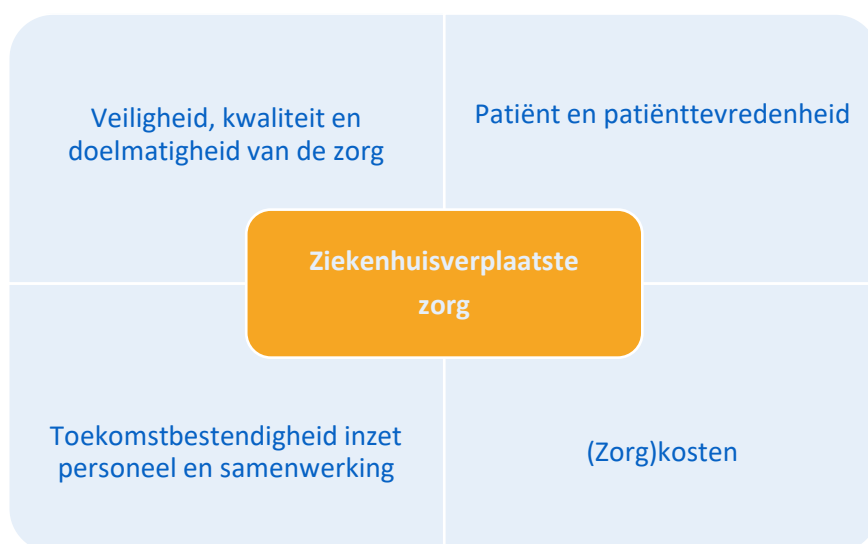 Veiligheid, kwaliteit en
doelmatigheid van de zorg
Patiënt en patiënttevredenheid
Ziekenhuisverplaatste
zorg
Toekomstbestendigheid inzet
personeel en samenwerking
(Zorg)kosten